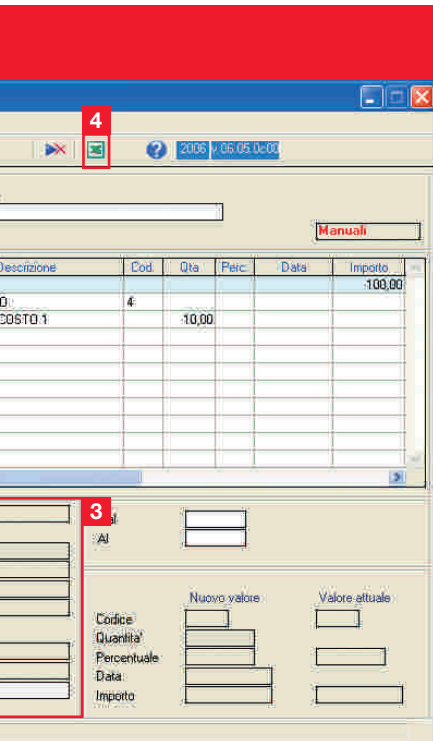 4
2006 v.06.05.0c00
Manuali
Descrizione Cod. Qta Perc. Data Importo
-100,00
O 4
COSTO 1 -10,00
3
Al
Nuovo valore Valore attuale
Codice
Quantita'
Percentuale
Data
Importo